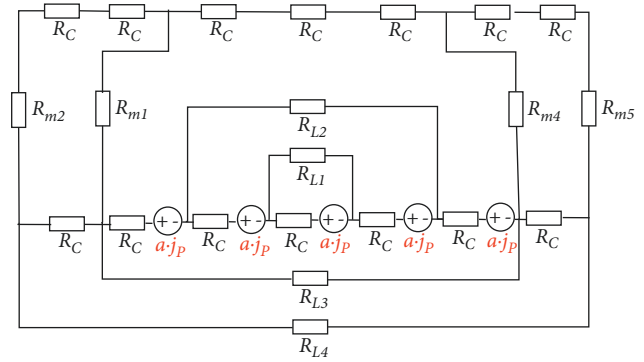 R_C R_C R_C R_C R_C R_C R_C
R_m2 R_m1 R_m4 R_m5
R_L2
R_L1
R_C R_C R_C R_C R_C R_C R_C
a·j_P a·j_P a·j_P a·j_P a·j_P
R_L3
R_L4